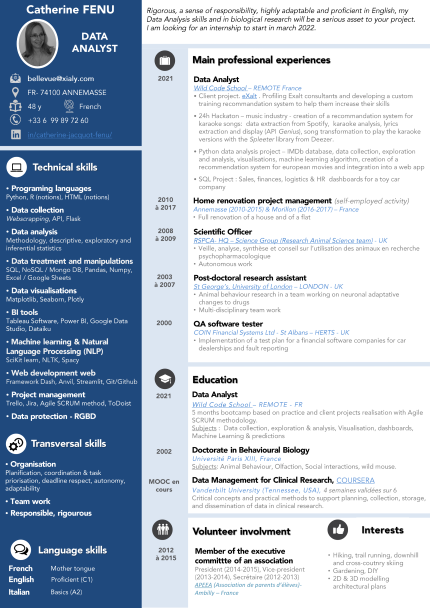 Catherine FENU
DATA
ANALYST
bellevue@xialy.com
FR- 74100 ANNEMASSE
48 y
French
+33 6 99 89 72 60
in/catherine-jacquot-fenu/
Technical skills
• Programing languages
Python, R (notions), HTML (notions)
• Data collection
Webscrapping, API, Flask
• Data analysis
Methodology, descriptive, exploratory and
inferential statistics
• Data treatment and manipulations
SQL, NoSQL / Mongo DB, Pandas, Numpy,
Excel / Google Sheets
• Data visualisations
Matplotlib, Seaborn, Plotly
• BI tools
Tableau Software, Power BI, Google Data
Studio, Dataiku
• Machine Learning & Natural
Language Processing (NLP)
SciKit learn, NLTK, Spacy
• Web development web
Framework Dash, Anvil, Streamlit, Git/Github
• Project management
Trello, Jira, Agile SCRUM method, ToDoist
• Data protection - RGBD
Transversal skills
• Organisation
Planification, coordination & task
priorisation, deadline respect, autonomy,
adaptability
• Team work
• Responsible, rigourous
Language skills
French Mother tongue
English Proficient (C1)
Italian Basics (A2)
Rigorous, a sense of responsibility, highly adaptable and proficient in English, my
Data Analysis skills and in biological research will be a serious asset to your project.
I am looking for an internship to start in march 2022.
Main professional experiences
2021
Data Analyst
Wild Code School – REMOTE France
• Client project, eXalt . Profiling Exalt consultants and developing a custom
training recommendation system to help them increase their skills
• 24h Hackaton – music industry - creation of a recommendation system for
karaoke songs: data extraction from Spotify, karaoke analysis, lyrics
extraction and display (API Genius), song transformation to play the karaoke
versions with the Spleeter library from Deezer.
• Python data analysis project – IMDb database, data collection, exploration
and analysis, visualisations, machine learning algorithm, creation of a
recommendation system for european movies and integration into a web app
• SQL Project : Sales, finances, logistics & HR dashboards for a toy car
company
2010
à 2017
Home renovation project management (self-employed activity)
Annemasse (2010-2015) & Marillon (2016-2017) – France
• Full renovation of a house and of a flat
2008
à 2009
Scientific Officer
RSPCA- HQ – Science Group (Research Animal Science team) - UK
• Veille, analyse, synthèse et conseil sur l'utilisation des animaux en recherche
psychopharmacologique
• Autonomous work
2003
à 2007
Post-doctoral research assistant
St George's, University of London – LONDON - UK
• Animal behaviour research in a team working on neuronal adaptative
changes to drugs
• Multi-disciplinary team work
2000
QA software tester
COIN Financial Systems Ltd - St Albans – HERTS - UK
• Implementation of a test plan for a financial software companies for car
dealerships and fault reporting
Education
2021
Data Analyst
Wild Code School – REMOTE - FR
5 months bootcamp based on practice and client projects realisation with Agile
SCRUM methodology.
Subjects : Data collection, exploration & analysis, Visualisation, dashboards,
Machine Learning & predictions
2002
Doctorate in Behavioural Biology
Université Paris XIII, France
Subjects: Animal Behaviour, Olfaction, Social interactions, wild mouse.
MOOC en
cours
Data Management for Clinical Research, COURSERA
Vanderbilt University (Tennessee, USA), 4 semaines validées sur 6
Critical concepts and practical methods to support planning, collection, storage,
and dissemination of data in clinical research.
Volunteer involvment
2012
à 2015
Member of the executive
committte of an association
President (2014-2015), Vice-president
(2013-2014), Secrétaire (2012-2013)
APEEA (Association de parents d'élèves)-
Ambilly – France
Interests
• Hiking, trail running, downhill
and cross-coutnry skiing
• Gardening, DIY
• 2D & 3D modelling
architectural plans